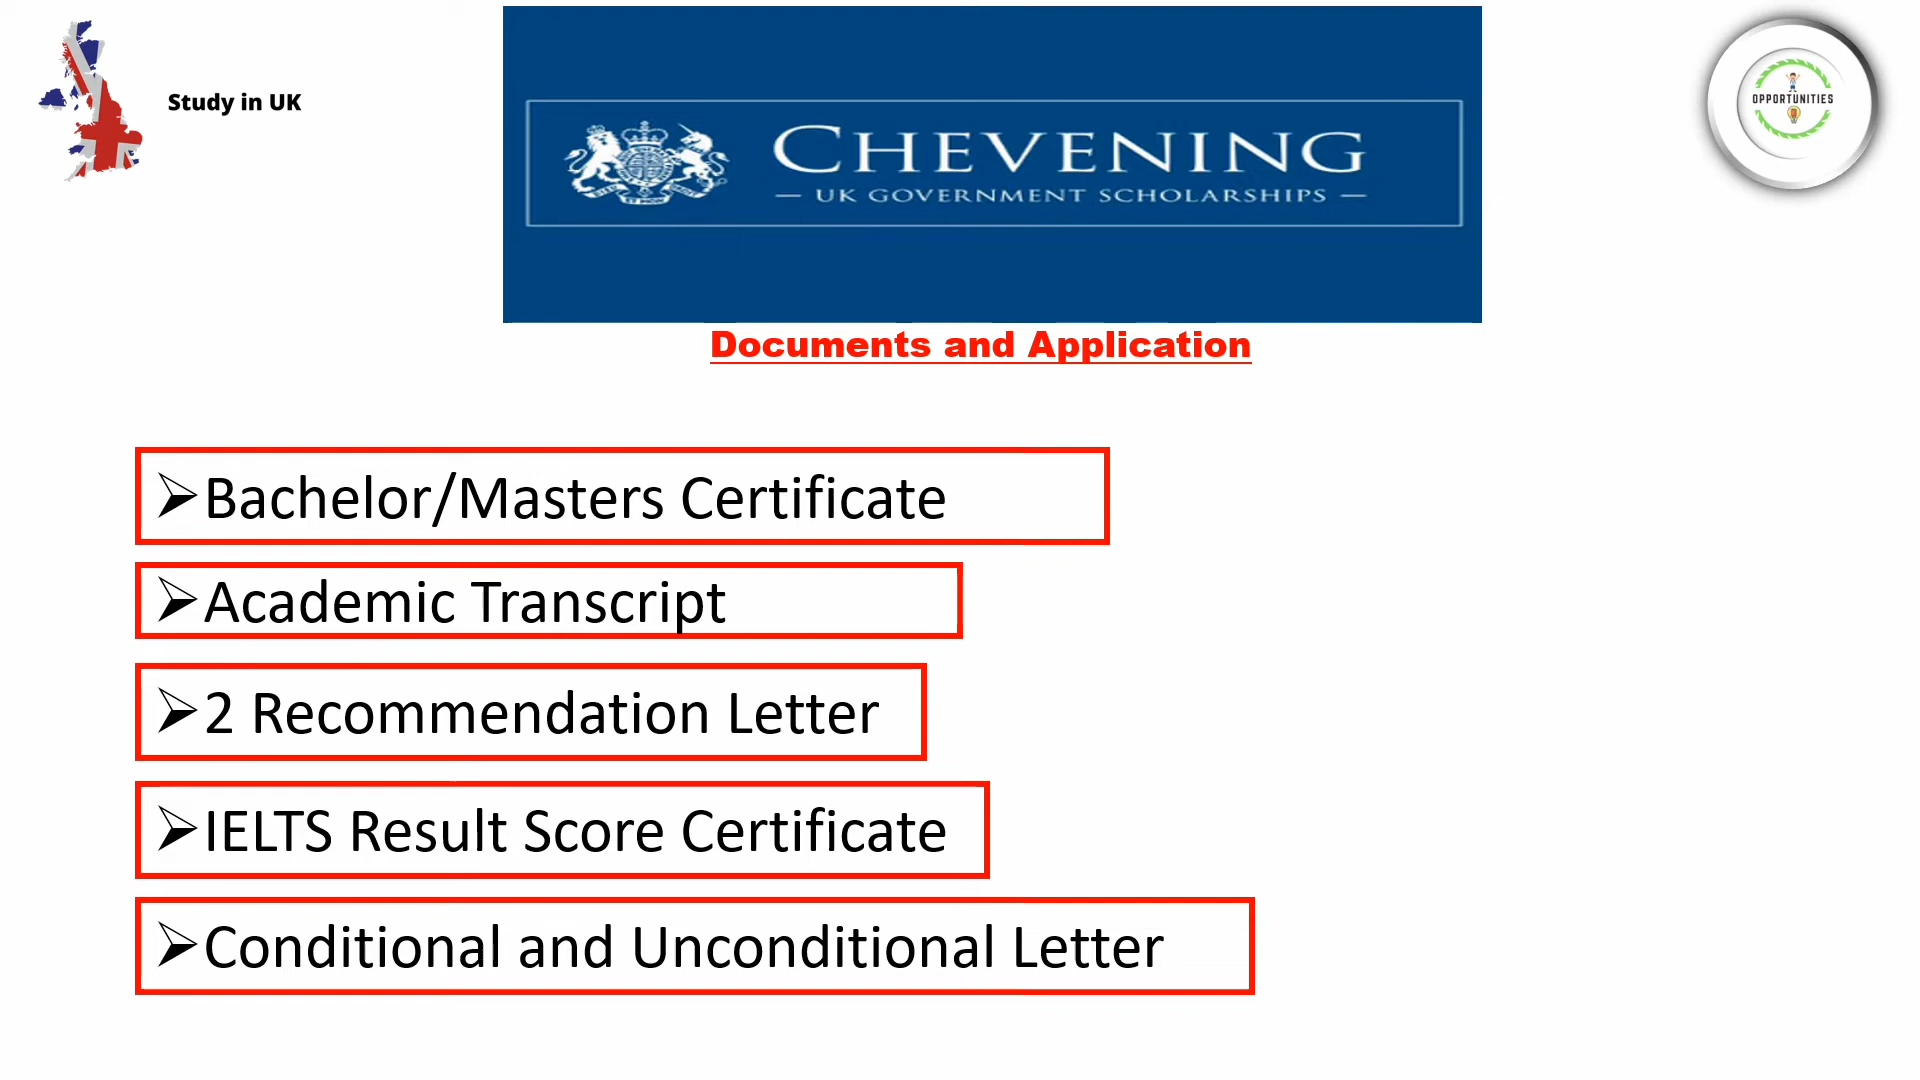 Study in UK
CHEVENING
— UK GOVERNMENT SCHOLARSHIPS —
OPPORTUNITIES
Documents and Application
➢Bachelor/Masters Certificate
➢Academic Transcript
➢2 Recommendation Letter
➢IELTS Result Score Certificate
➢Conditional and Unconditional Letter